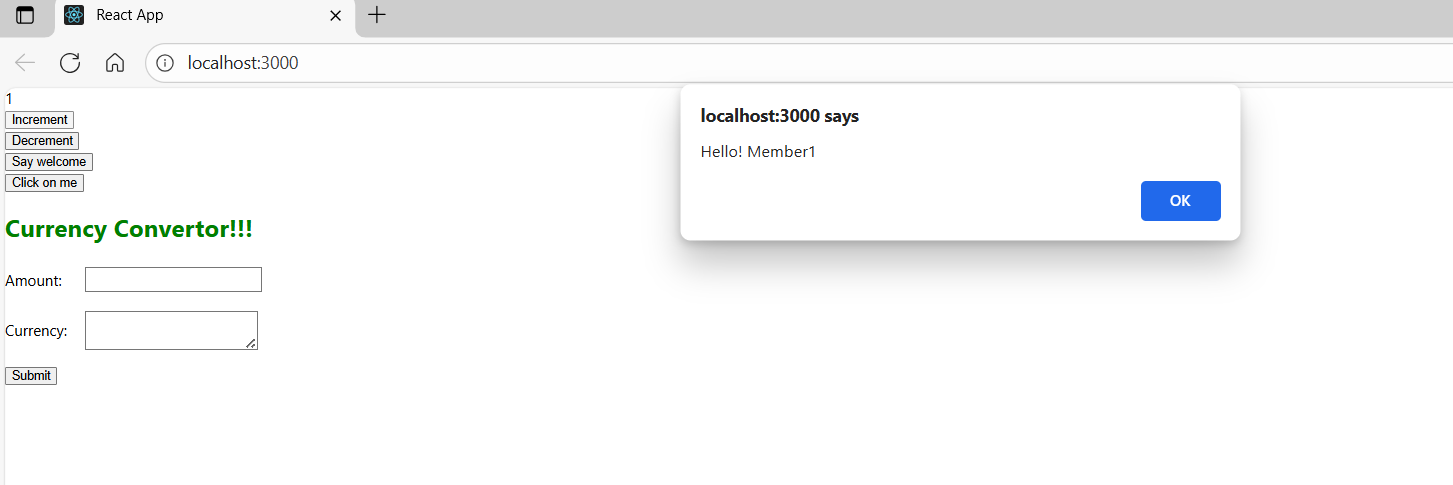 React App
localhost:3000
1
Increment
Decrement
Say welcome
Click on me
localhost:3000 says
Hello! Member1
OK
Currency Convertor!!!
Amount:
Currency:
Submit